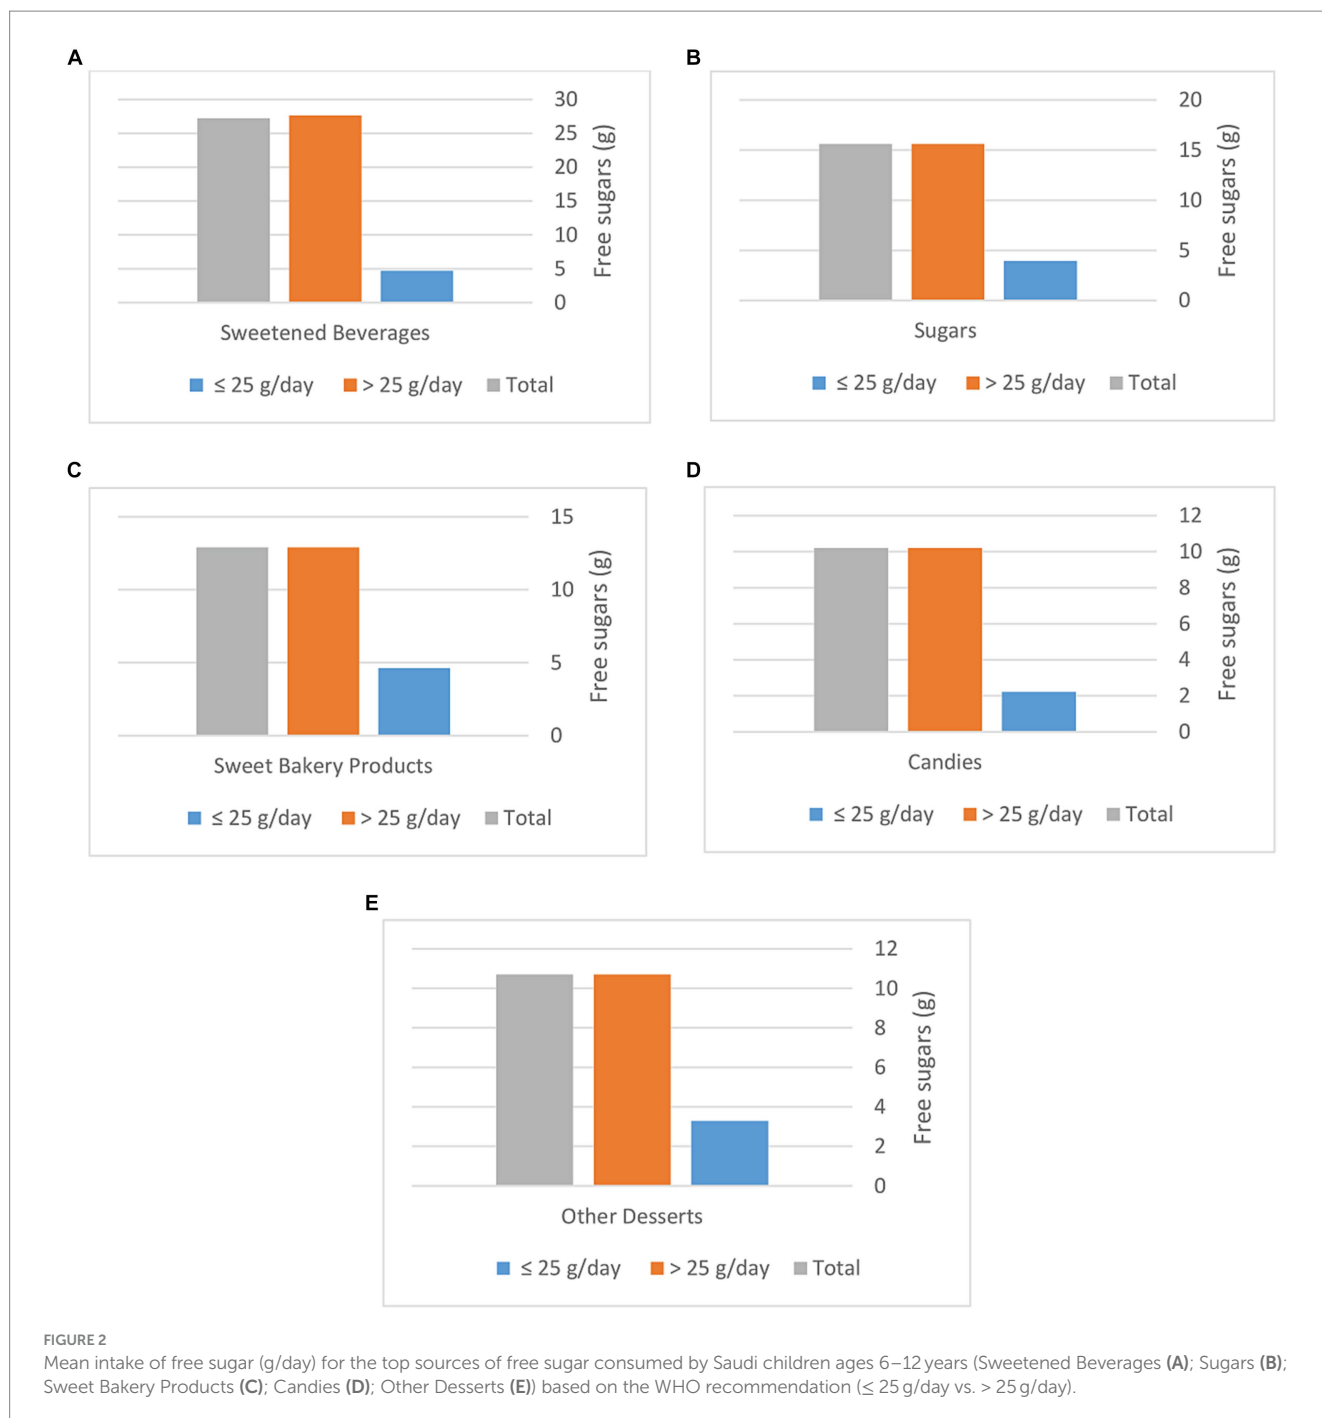 A
30
25
20
15
10
5
0
Free sugars (g)
Sweetened Beverages
≤ 25 g/day > 25 g/day Total
B
20
15
10
5
0
Free sugars (g)
Sugars
≤ 25 g/day > 25 g/day Total
C
15
10
5
0
Free sugars (g)
Sweet Bakery Products
≤ 25 g/day > 25 g/day Total
D
12
10
8
6
4
2
0
Free sugars (g)
Candies
≤ 25 g/day > 25 g/day Total
E
12
10
8
6
4
2
0
Free sugars (g)
Other Desserts
≤ 25 g/day > 25 g/day Total
FIGURE 2
Mean intake of free sugar (g/day) for the top sources of free sugar consumed by Saudi children ages 6–12 years (Sweetened Beverages (A); Sugars (B);
Sweet Bakery Products (C); Candies (D); Other Desserts (E)) based on the WHO recommendation (≤ 25 g/day vs. > 25 g/day).